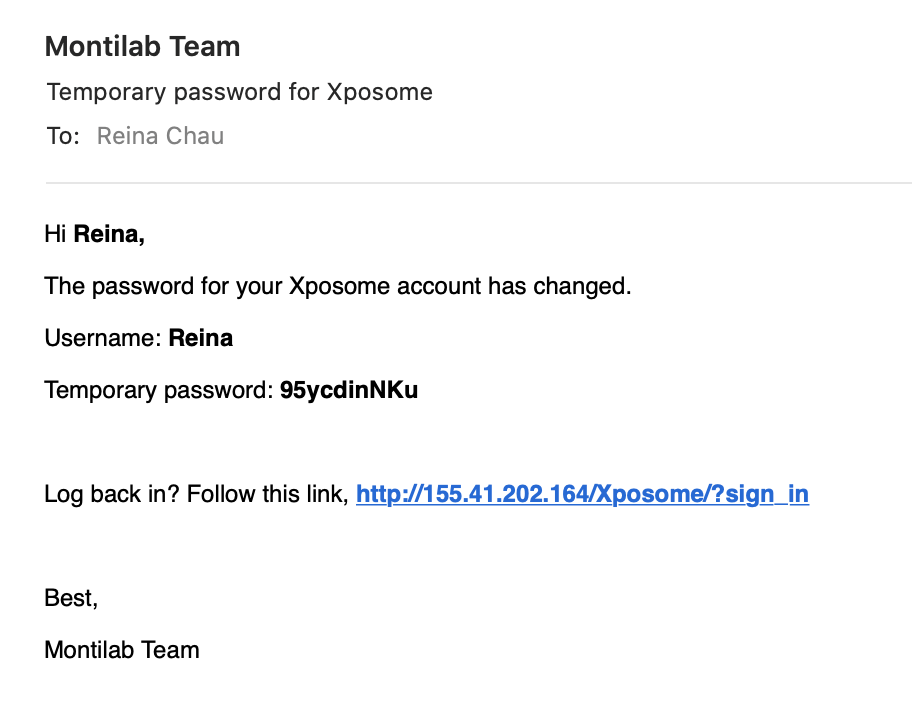 Montilab Team
Temporary password for Xposome
To: Reina Chau
Hi Reina,
The password for your Xposome account has changed.
Username: Reina
Temporary password: 95ycdinNKu
Log back in? Follow this link, http://155.41.202.164/Xposome/?sign_in
Best,
Montilab Team